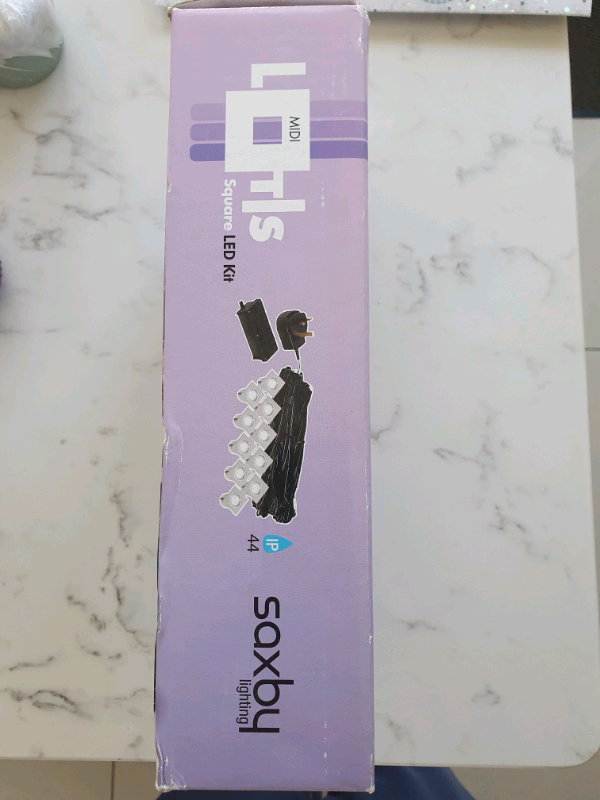 LOTIs
MIDI
Square LED Kit
IP
44
saxby
lighting